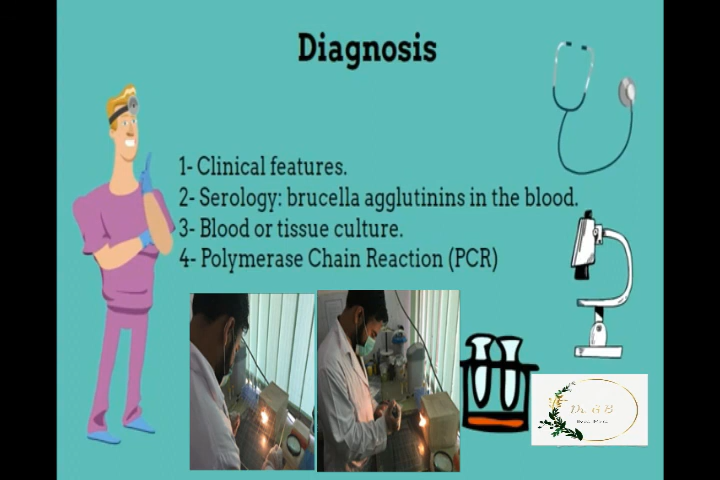 Diagnosis
1- Clinical features.
2- Serology: brucella agglutinins in the blood.
3- Blood or tissue culture.
4- Polymerase Chain Reaction (PCR)